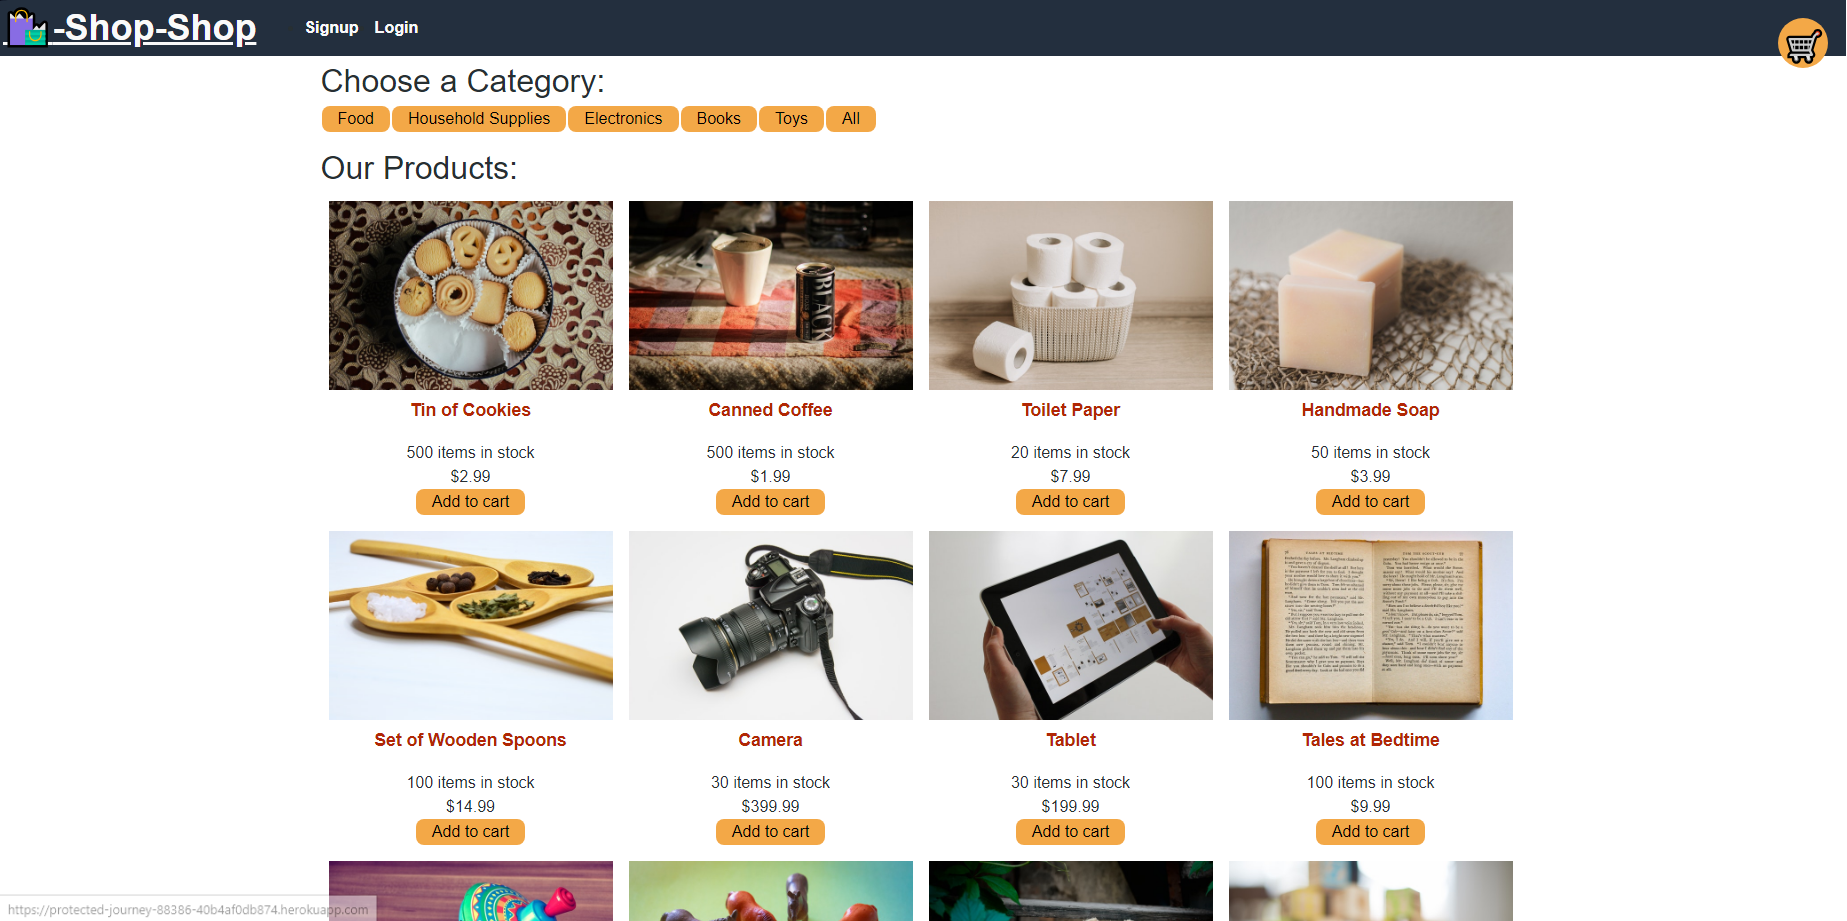 -Shop-Shop
Signup Login
Choose a Category:
Food Household Supplies Electronics Books Toys All
Our Products:
BLACK
Tin of Cookies Canned Coffee Toilet Paper Handmade Soap
500 items in stock 500 items in stock 20 items in stock 50 items in stock
$2.99 $1.99 $7.99 $3.99
Add to cart Add to cart Add to cart Add to cart
Set of Wooden Spoons Camera Tablet Tales at Bedtime
100 items in stock 30 items in stock 30 items in stock 100 items in stock
$14.99 $399.99 $199.99 $9.99
Add to cart Add to cart Add to cart Add to cart
https://protected-journey-88386-40b4af0db874.herokuapp.com